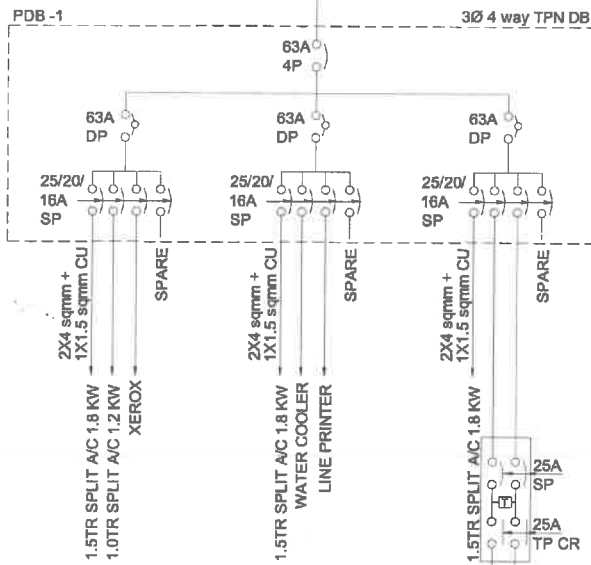 PDB -1
3Ø 4 way TPN DB
63A
4P
63A
DP
63A
DP
63A
DP
25/20/
16A
SP
25/20/
16A
SP
25/20/
16A
SP
2X4 sqmm +
1X1.5 sqmm CU
SPARE
2X4 sqmm +
1X1.5 sqmm CU
SPARE
2X4 sqmm +
1X1.5 sqmm CU
SPARE
1.5TR SPLIT A/C 1.8 KW
1.0TR SPLIT A/C 1.2 KW
XEROX
1.5TR SPLIT A/C 1.8 KW
WATER COOLER
LINE PRINTER
1.5TR SPLIT A/C 1.8 KW
25A
SP
T
25A
TP CR